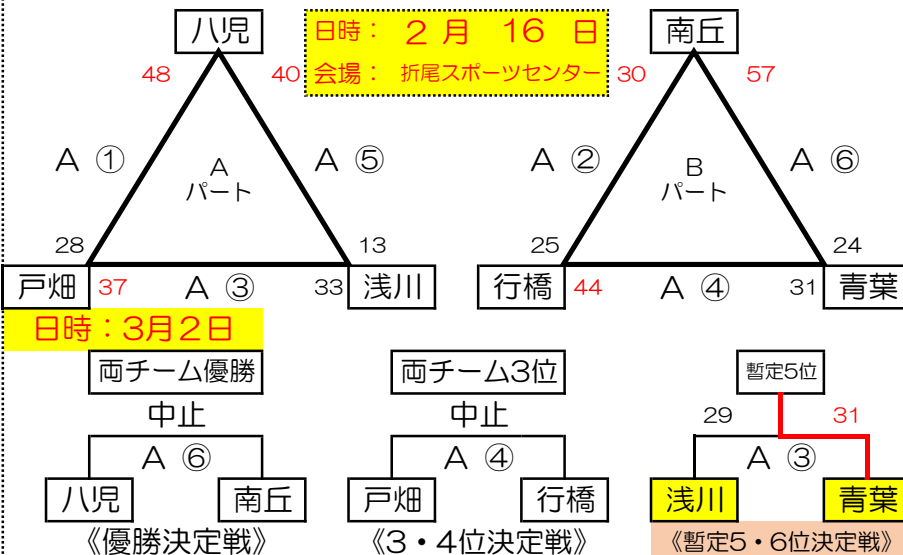 八児
日時： 2 月 16 日
会場： 折尾スポーツセンター
南丘
48
40
30
57
A ①
A ⑤
A ②
A ⑥
A
パート
B
パート
28
13
25
24
戸畑
37
A ③
33
浅川
行橋
44
A ④
31
青葉
日時：3月2日
両チーム優勝
両チーム3位
暫定5位
中止
中止
29
31
A ⑥
A ④
A ③
八児
南丘
戸畑
行橋
浅川
青葉
《優勝決定戦》
《3・4位決定戦》
《暫定5・6位決定戦》